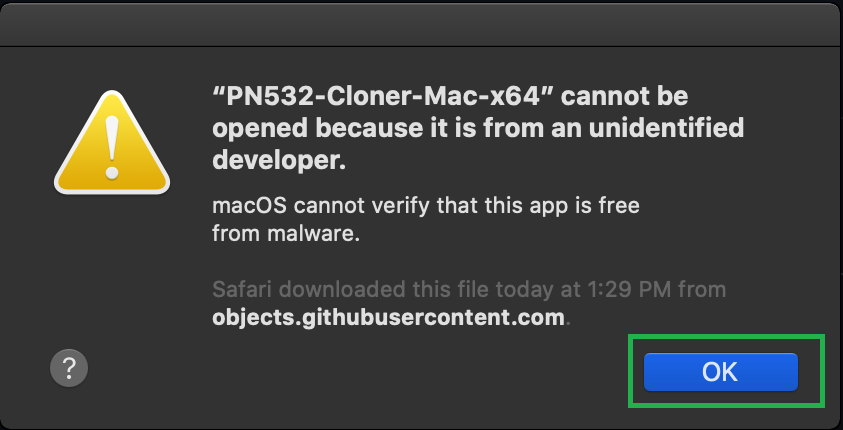 “PN532-Cloner-Mac-x64” cannot be
opened because it is from an unidentified
developer.
macOS cannot verify that this app is free
from malware.
Safari downloaded this file today at 1:29 PM from
objects.githubusercontent.com.
?
OK